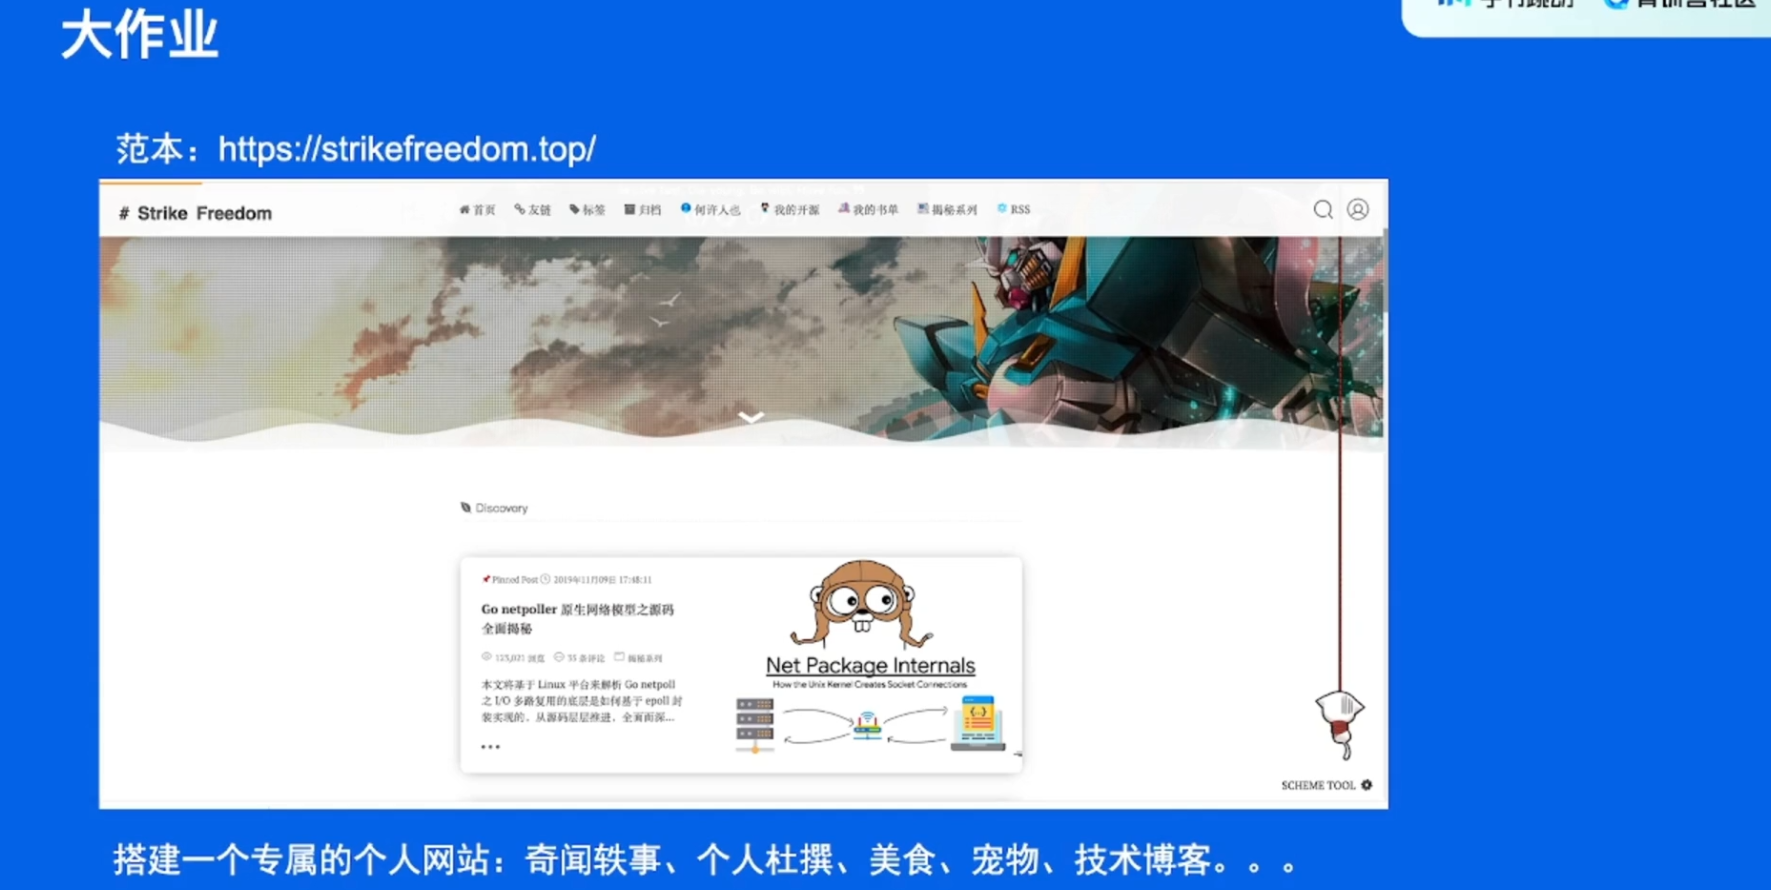 大作业
范本：https://strikefreedom.top/
# Strike Freedom
首页 友链 标签 归档 何许人也 我的开源 我的书单 揭秘系列 RSS
Discovery
Pinned Post 2019年11月09日 17:48:11
Go netpoller 原生网络模型之源码
全面揭秘
浏览 条评论 揭秘系列
本文将基于 Linux 平台来解析 Go netpoll
之 I/O 多路复用的底层是如何基于 epoll 封
装实现的，从源码层层推进，全面而深...
Net Package Internals
How the Unix Kernel Creates Socket Connections
SCHEME TOOL
搭建一个专属的个人网站：奇闻轶事、个人杜撰、美食、宠物、技术博客。。。